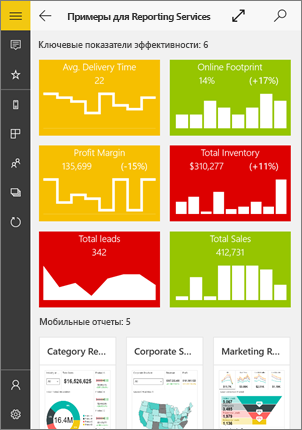 Примеры для Reporting Services
Ключевые показатели эффективности: 6
Avg. Delivery Time
22
Online Footprint
14% (+17%)
Profit Margin
135,699 (-15%)
Total Inventory
$310,277 (+11%)
Total leads
342
Total Sales
412,731
Мобильные отчеты: 5
Category Re...
Corporate S...
Marketing R...
$16,526,625
16.4M